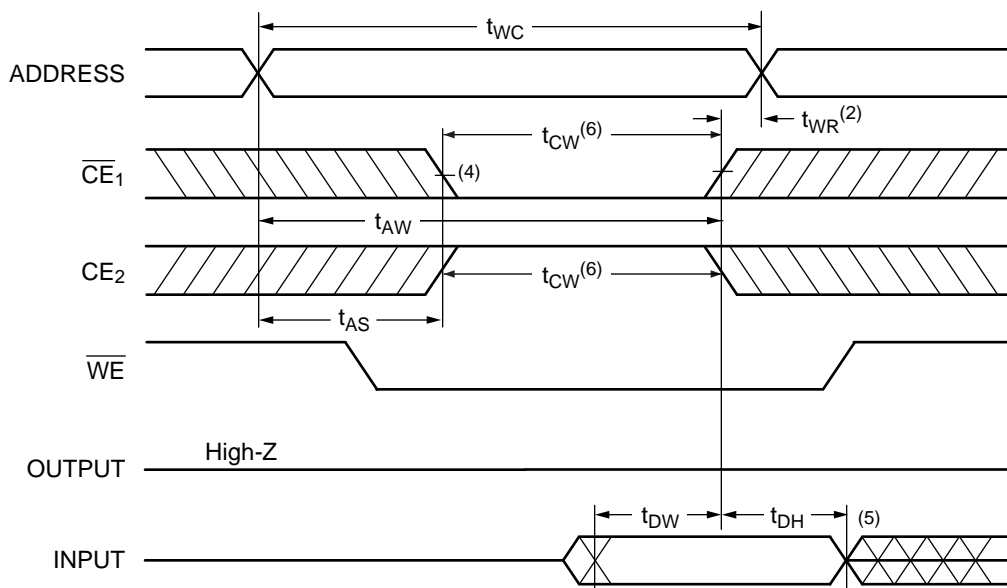 tWC
ADDRESS
tWR(2)
tCW(6)
CE1
(4)
tAW
CE2
tCW(6)
tAS
WE
High-Z
OUTPUT
tDW
tDH
(5)
INPUT